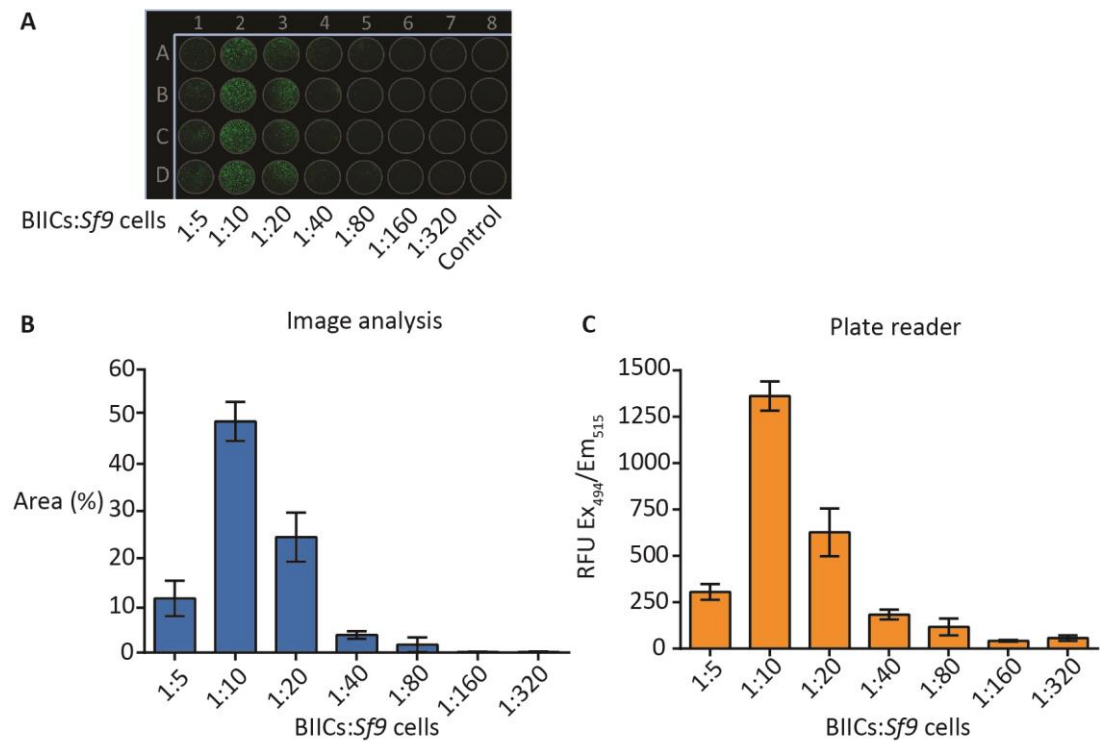 A
1 2 3 4 5 6 7 8
A
B
C
D
BIICs:Sf9 cells
1:5 1:10 1:20 1:40 1:80 1:160 1:320 Control
B Image analysis
60
50
40
30
20
10
0
Area (%)
1:5 1:10 1:20 1:40 1:80 1:160 1:320
BIICs:Sf9 cells
C Plate reader
1500
1250
1000
750
500
250
0
RFU Ex494/Em515
1:5 1:10 1:20 1:40 1:80 1:160 1:320
BIICs:Sf9 cells